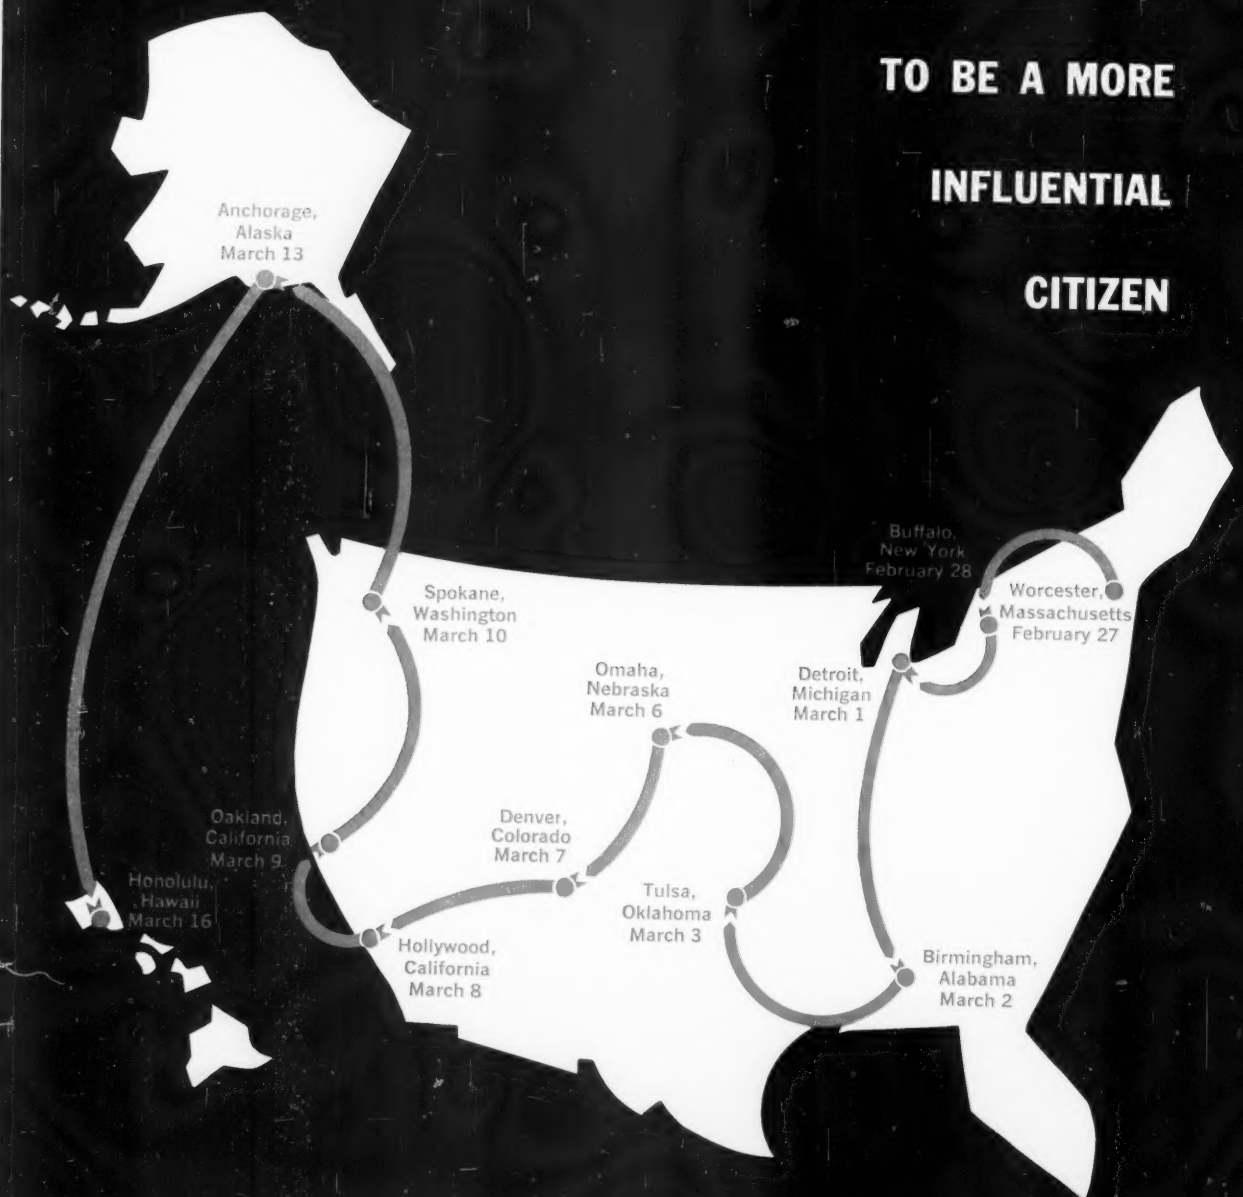 TO BE A MORE
INFLUENTIAL
CITIZEN
Anchorage,
Alaska
March 13
Buffalo,
New York
February 28
Worcester,
Massachusetts
February 27
Spokane,
Washington
March 10
Omaha,
Nebraska
March 6
Detroit,
Michigan
March 1
Oakland,
California
March 9
Denver,
Colorado
March 7
Honolulu,
Hawaii
March 16
Tulsa,
Oklahoma
March 3
Hollywood,
California
March 8
Birmingham,
Alabama
March 2